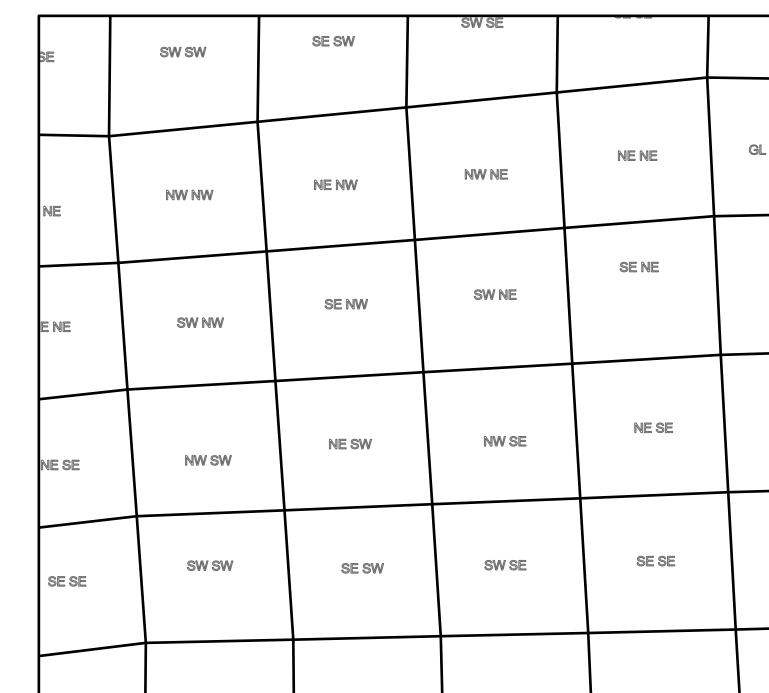 SE
SW SW
SE SW
SW SE
NE
NW NW
NE NW
NW NE
NE NE
GL
E NE
SW NW
SE NW
SW NE
SE NE
NE SE
NW SW
NE SW
NW SE
NE SE
SE SE
SW SW
SE SW
SW SE
SE SE